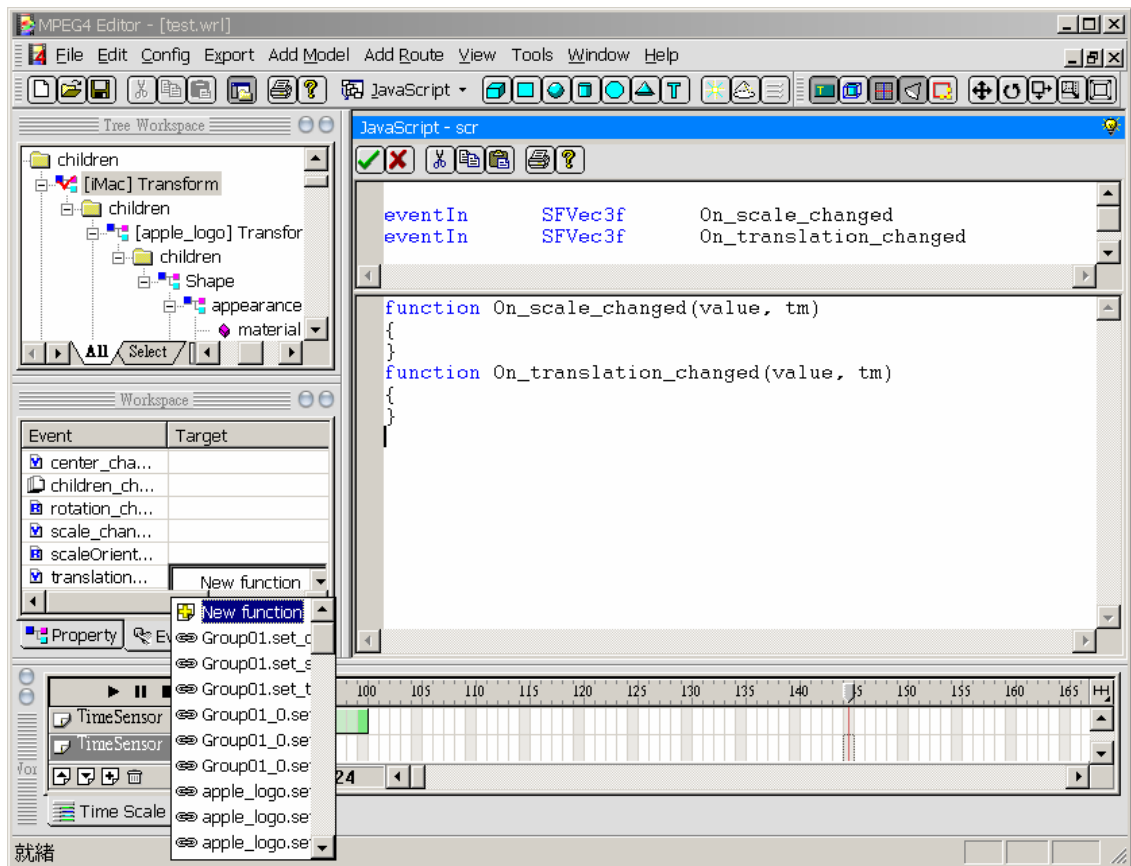 MPEG4 Editor - [test.wrl]
File Edit Config Export Add Model Add Route View Tools Window Help
JavaScript
Tree Workspace
children
[iMac] Transform
children
[apple_logo] Transfor
children
Shape
appearance
material
All Select
Workspace
Event Target
center_cha...
children_ch...
rotation_ch...
scale_chan...
scaleOrient...
translation... New function
New function
Group01.set_c
Group01.set_s
Group01.set_t
Group01_0.se
Group01_0.se
Group01_0.se
apple_logo.se
apple_logo.se
apple_logo.se
Property Ev
JavaScript - scr
eventIn SFVec3f On_scale_changed
eventIn SFVec3f On_translation_changed
function On_scale_changed(value, tm)
{
}
function On_translation_changed(value, tm)
{
}
100 105 110 115 120 125 130 135 140 150 155 160 165
TimeSensor
TimeSensor
24
Time Scale
就緒